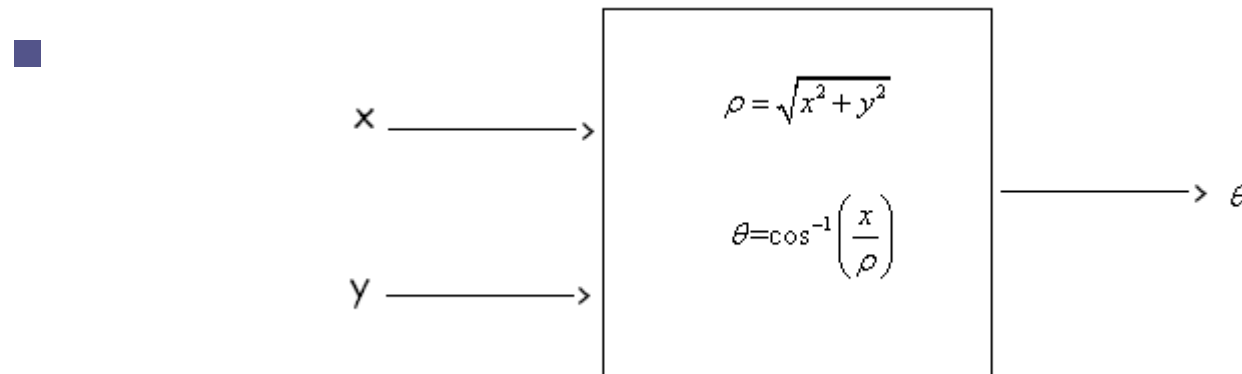 ρ = √x² + y²
x
θ=cos⁻¹(x/ρ)
y